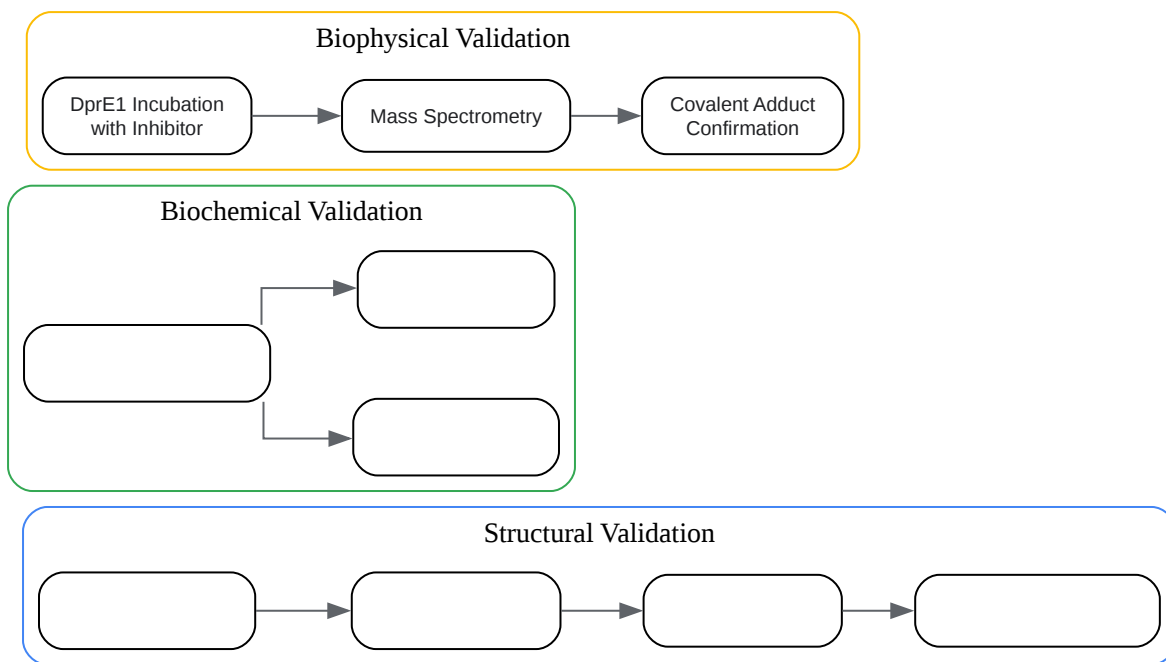 Biophysical Validation
DprE1 Incubation
with Inhibitor
Mass Spectrometry
Covalent Adduct
Confirmation
Biochemical Validation
Structural Validation